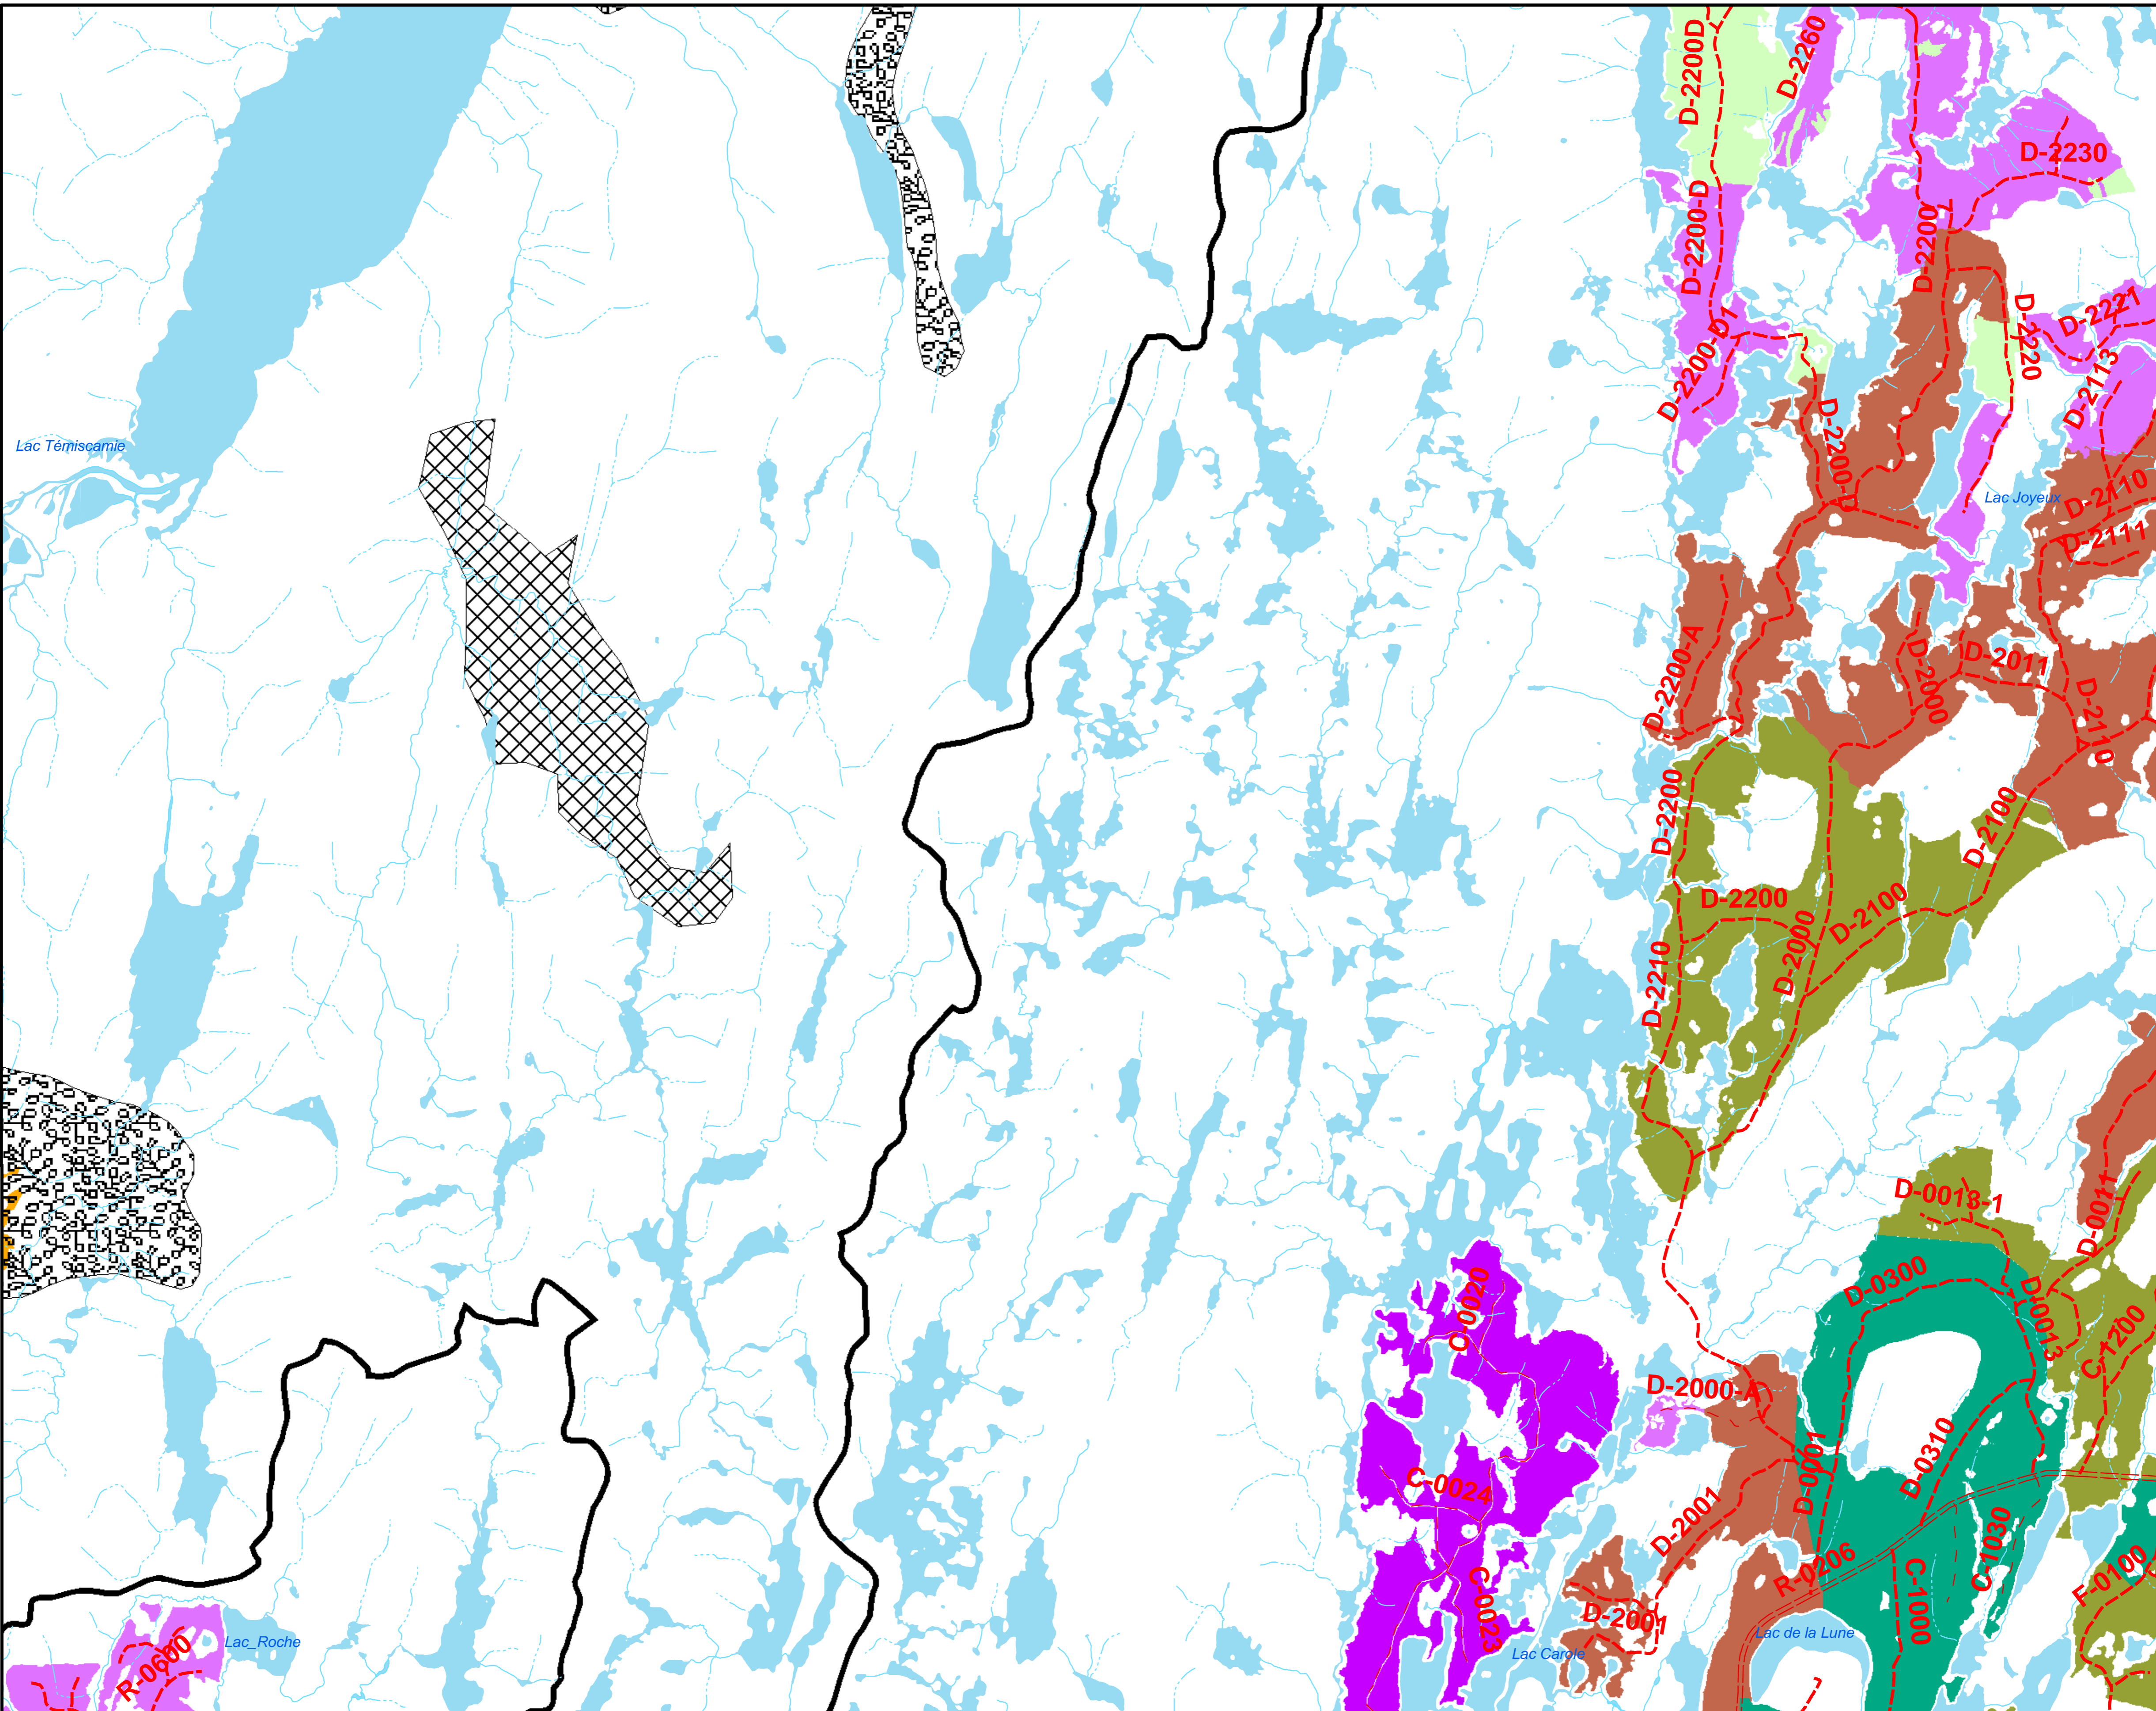 D-2200D
D-2260
D-2230
D-2200-D
D-2200
D-2221
D-2220
D-2200-D1
D-2113
D-2200-D
Lac Témiscamie
Lac Joyeux
D-2110
D-2111
D-2200-A
D-2000
D-2011
D-2110
D-2200
D-2100
D-2200
D-2100
D-2000
D-2210
D-0018-1
D-0011
D-0300
C-0020
D-0013
C-1200
D-2000-A
D-0310
C-0024
D-0001
D-2001
C-1030
R-0206
C-1000
F-0100
C-0023
D-2001
Lac de la Lune
Lac Carole
Lac_Roche
R-0600